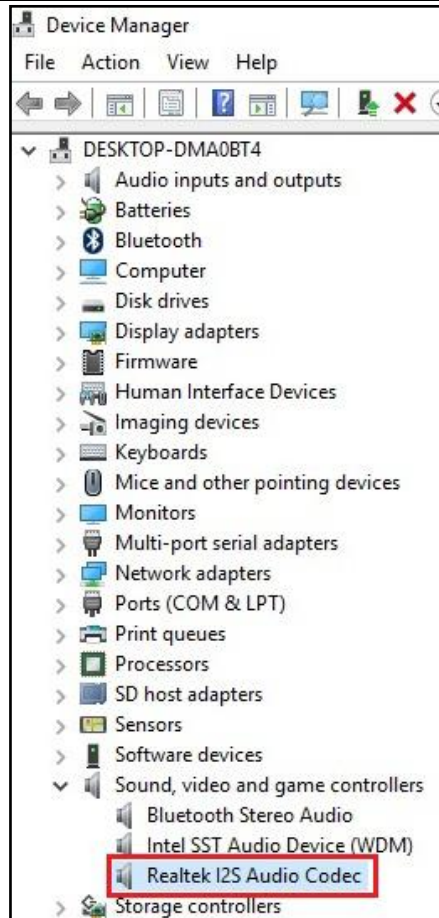 Device Manager
File Action View Help
DESKTOP-DMA0BT4
Audio inputs and outputs
Batteries
Bluetooth
Computer
Disk drives
Display adapters
Firmware
Human Interface Devices
Imaging devices
Keyboards
Mice and other pointing devices
Monitors
Multi-port serial adapters
Network adapters
Ports (COM & LPT)
Print queues
Processors
SD host adapters
Sensors
Software devices
Sound, video and game controllers
Bluetooth Stereo Audio
Intel SST Audio Device (WDM)
Realtek I2S Audio Codec
Storage controllers